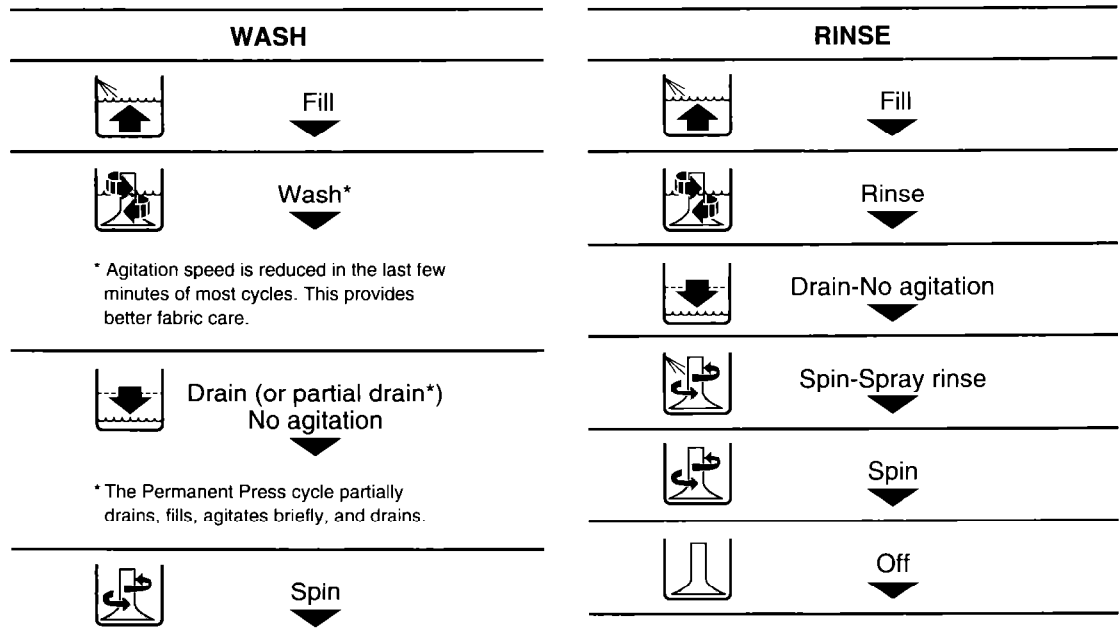 WASH
Fill
Wash*
* Agitation speed is reduced in the last few
minutes of most cycles. This provides
better fabric care.
Drain (or partial drain*)
No agitation
* The Permanent Press cycle partially
drains, fills, agitates briefly, and drains.
Spin
RINSE
Fill
Rinse
Drain-No agitation
Spin-Spray rinse
Spin
Off